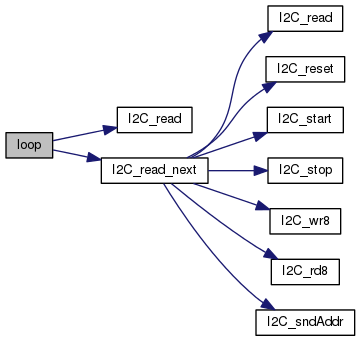 loop
I2C_read
I2C_read_next
I2C_read
I2C_reset
I2C_start
I2C_stop
I2C_wr8
I2C_rd8
I2C_sndAddr